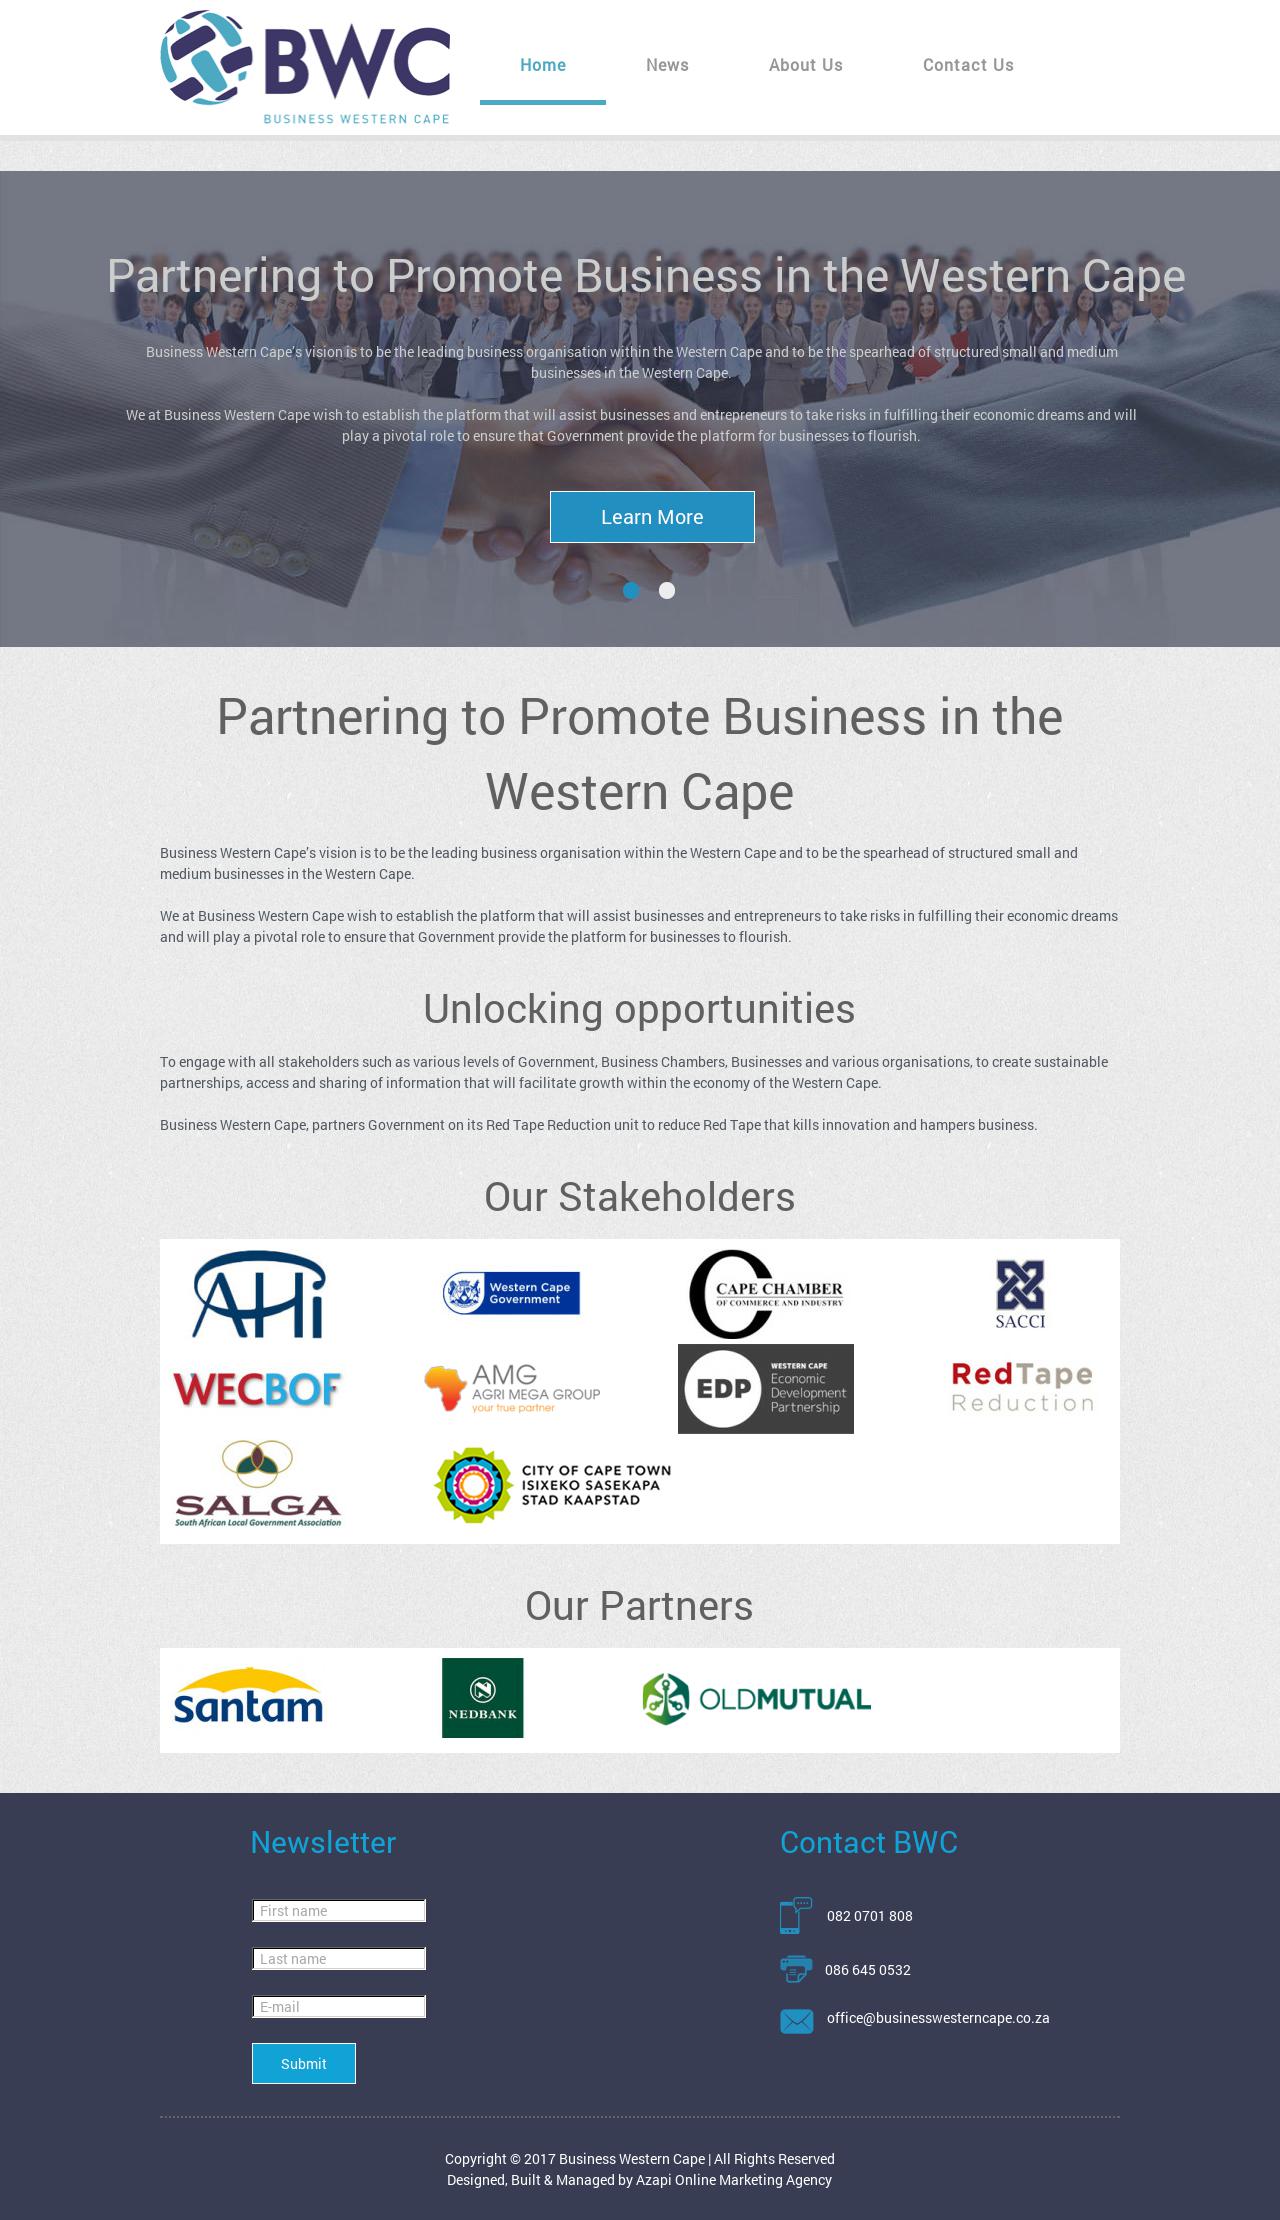 BWC
BUSINESS WESTERN CAPE
Home
News
About Us
Contact Us
Partnering to Promote Business in the Western Cape
Business Western Cape's vision is to be the leading business organisation within the Western Cape and to be the spearhead of structured small and medium
businesses in the Western Cape.
We at Business Western Cape wish to establish the platform that will assist businesses and entrepreneurs to take risks in fulfilling their economic dreams and will
play a pivotal role to ensure that Government provide the platform for businesses to flourish.
Learn More
Partnering to Promote Business in the
Western Cape
Business Western Cape's vision is to be the leading business organisation within the Western Cape and to be the spearhead of structured small and
medium businesses in the Western Cape.
We at Business Western Cape wish to establish the platform that will assist businesses and entrepreneurs to take risks in fulfilling their economic dreams
and will play a pivotal role to ensure that Government provide the platform for businesses to flourish.
Unlocking opportunities
To engage with all stakeholders such as various levels of Government, Business Chambers, Businesses and various organisations, to create sustainable
partnerships, access and sharing of information that will facilitate growth within the economy of the Western Cape.
Business Western Cape, partners Government on its Red Tape Reduction unit to reduce Red Tape that kills innovation and hampers business.
Our Stakeholders
AHi
Western Cape
Government
CAPE CHAMBER
OF COMMERCE AND INDUSTRY
SACCI
WECBOF
AMG
AGRI MEGA GROUP
your true partner
EDP
WESTERN CAPE
Economic
Development
Partnership
RedTape
Reduction
SALGA
South African Local Government Association
CITY OF CAPE TOWN
ISIXEKO SASEKAPA
STAD KAAPSTAD
Our Partners
santam
NEDBANK
OLDMUTUAL
Newsletter
First name
Last name
E-mail
Submit
Contact BWC
082 0701 808
086 645 0532
office@businesswesterncape.co.za
Copyright © 2017 Business Western Cape | All Rights Reserved
Designed, Built & Managed by Azapi Online Marketing Agency